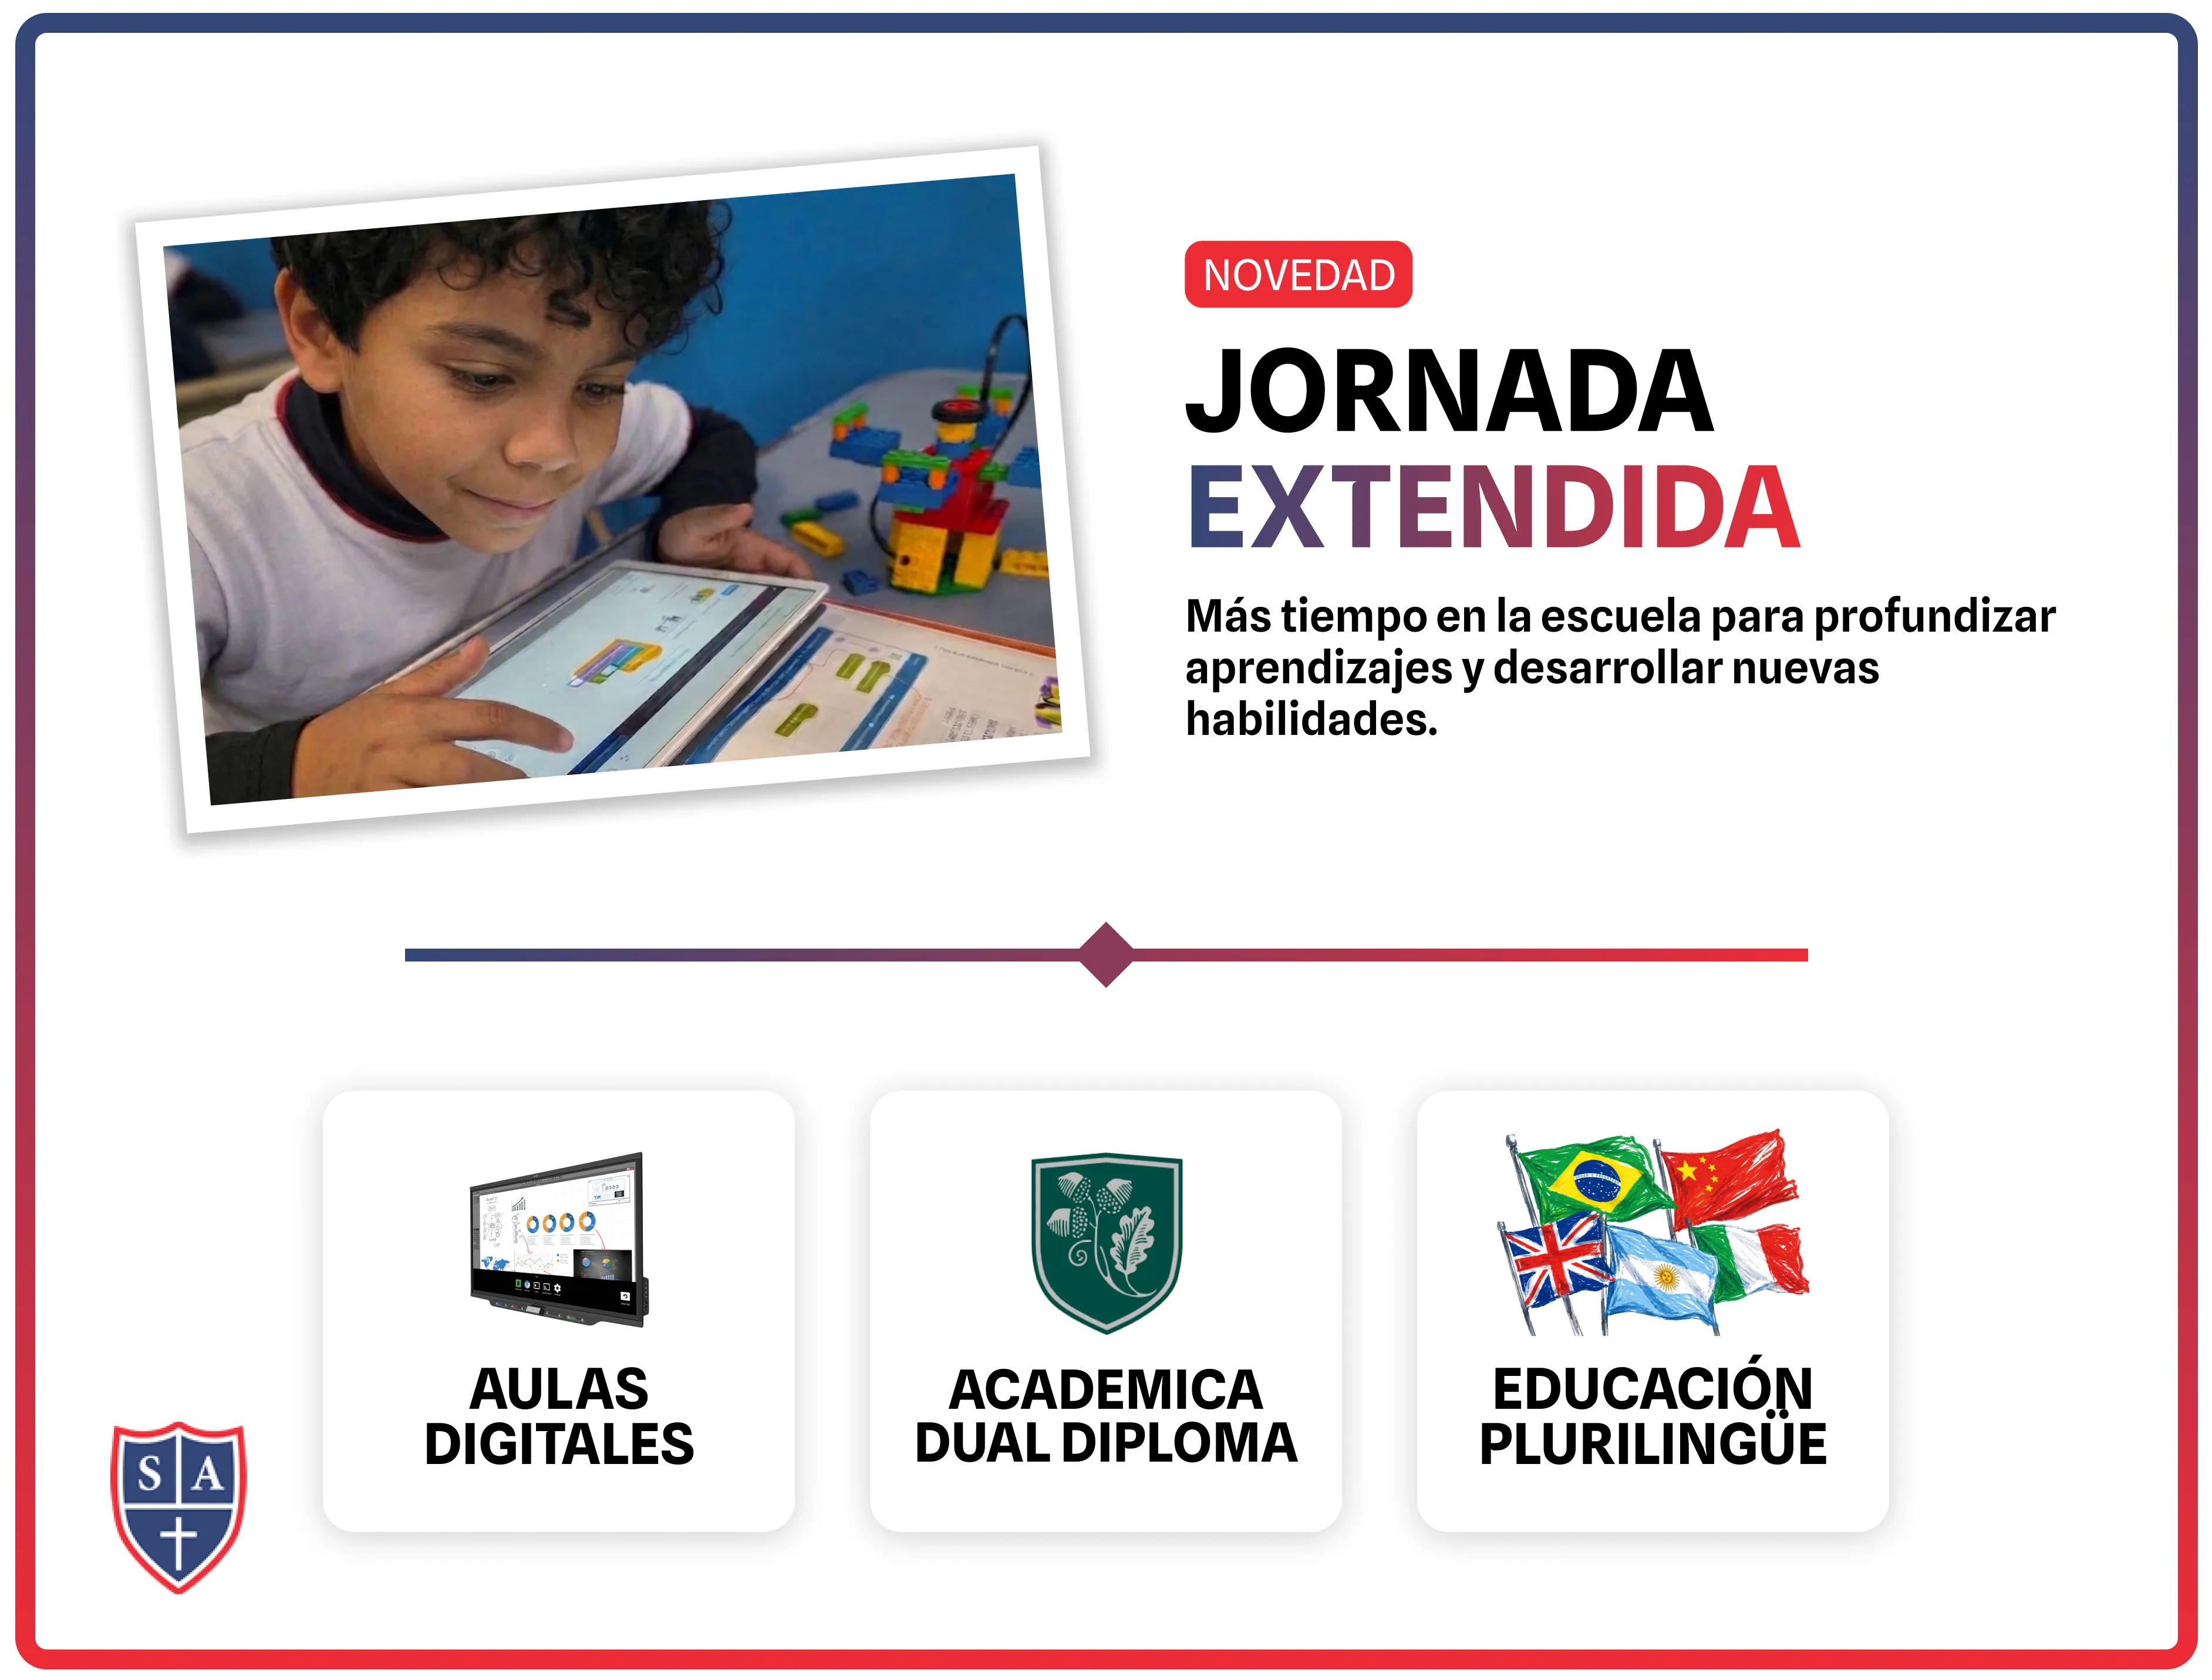 NOVEDAD
JORNADA
EXTENDIDA
Más tiempo en la escuela para profundizar
aprendizajes y desarrollar nuevas
habilidades.
AULAS
DIGITALES
ACADEMICA
DUAL DIPLOMA
EDUCACIÓN
PLURILINGÜE
S A